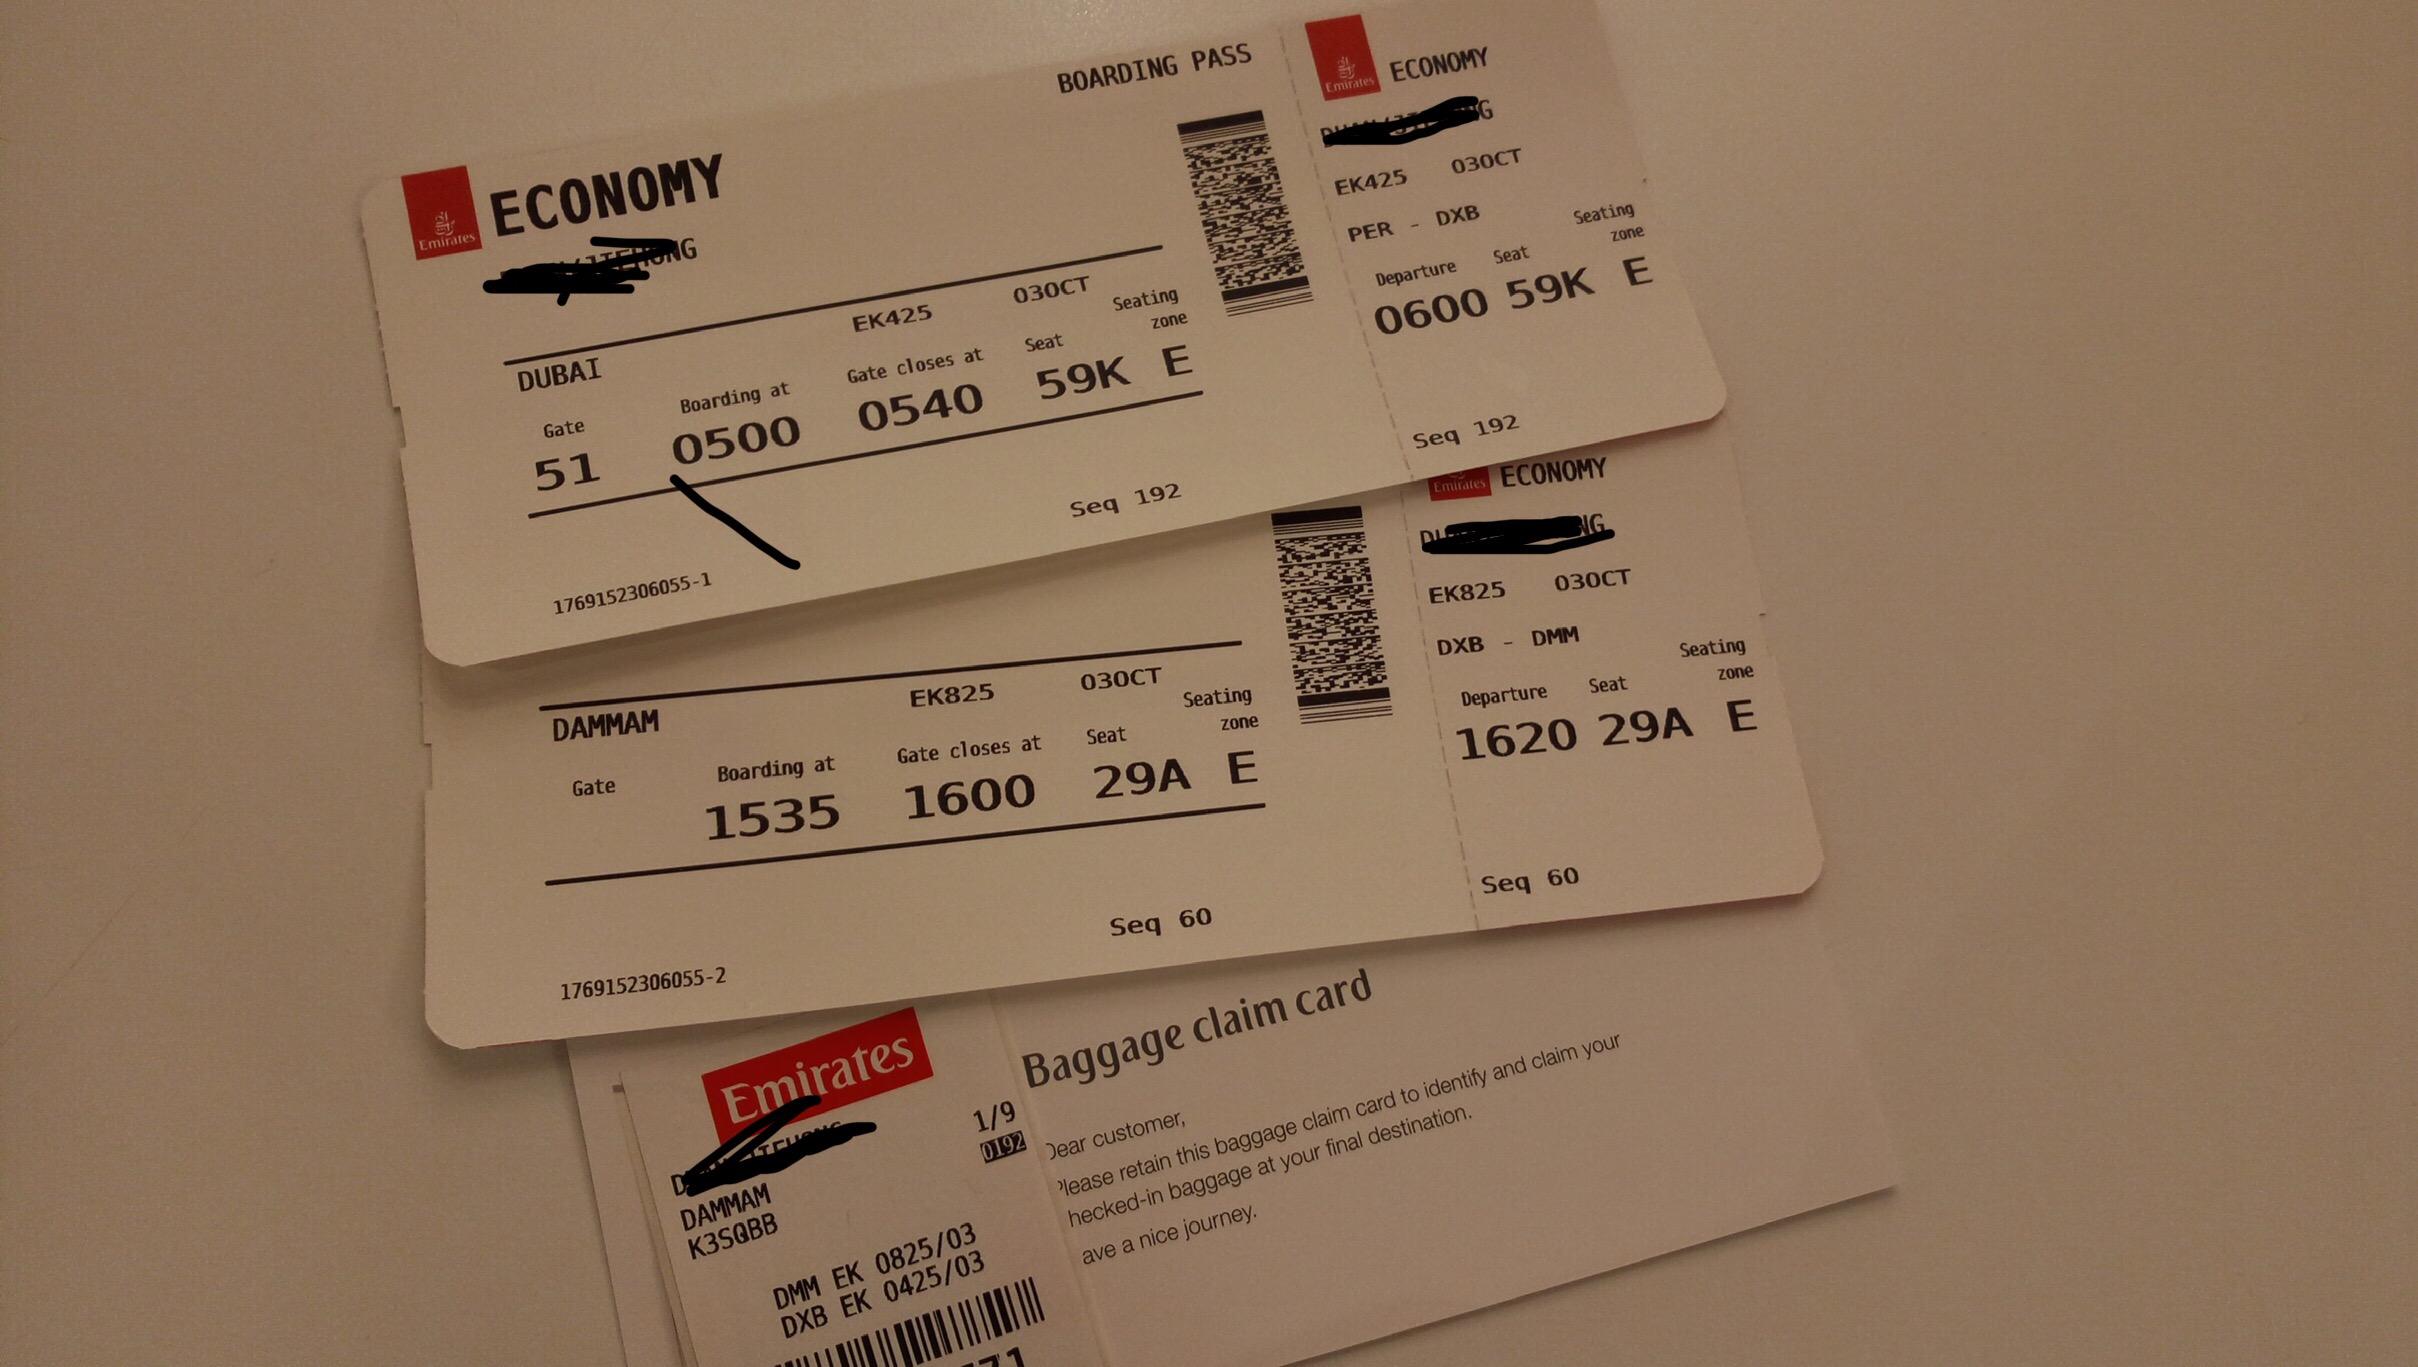 BOARDING PASS
Emirates
ECONOMY
EK425 03OCT
DUBAI
Gate Boarding at Gate closes at Seat Seating zone
51 0500 0540 59K E
Seq 192
1769152306055-1
Emirates
ECONOMY
EK425 03OCT
PER - DXB
Departure Seat Seating zone
0600 59K E
Seq 192
EK825 03OCT
DAMMAM
Gate Boarding at Gate closes at Seat Seating zone
1535 1600 29A E
Seq 60
1769152306055-2
Emirates
ECONOMY
EK825 03OCT
DXB - DMM
Departure Seat Seating zone
1620 29A E
Seq 60
Emirates
1/9
0192
DAMMAM
K3SQBB
DMM EK 0825/03
DXB EK 0425/03
Baggage claim card
Dear customer,
Please retain this baggage claim card to identify and claim your
hecked-in baggage at your final destination.
ave a nice journey.